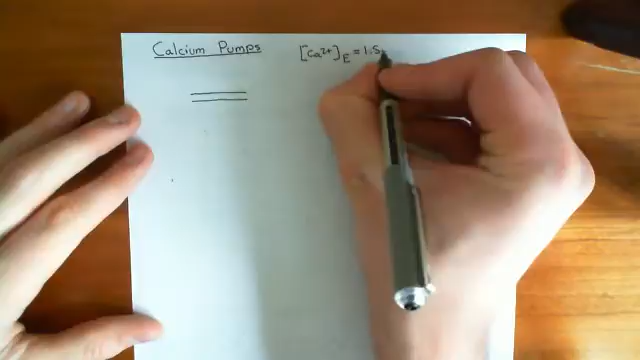 Calcium Pumps
[Ca²⁺]E = 1.5